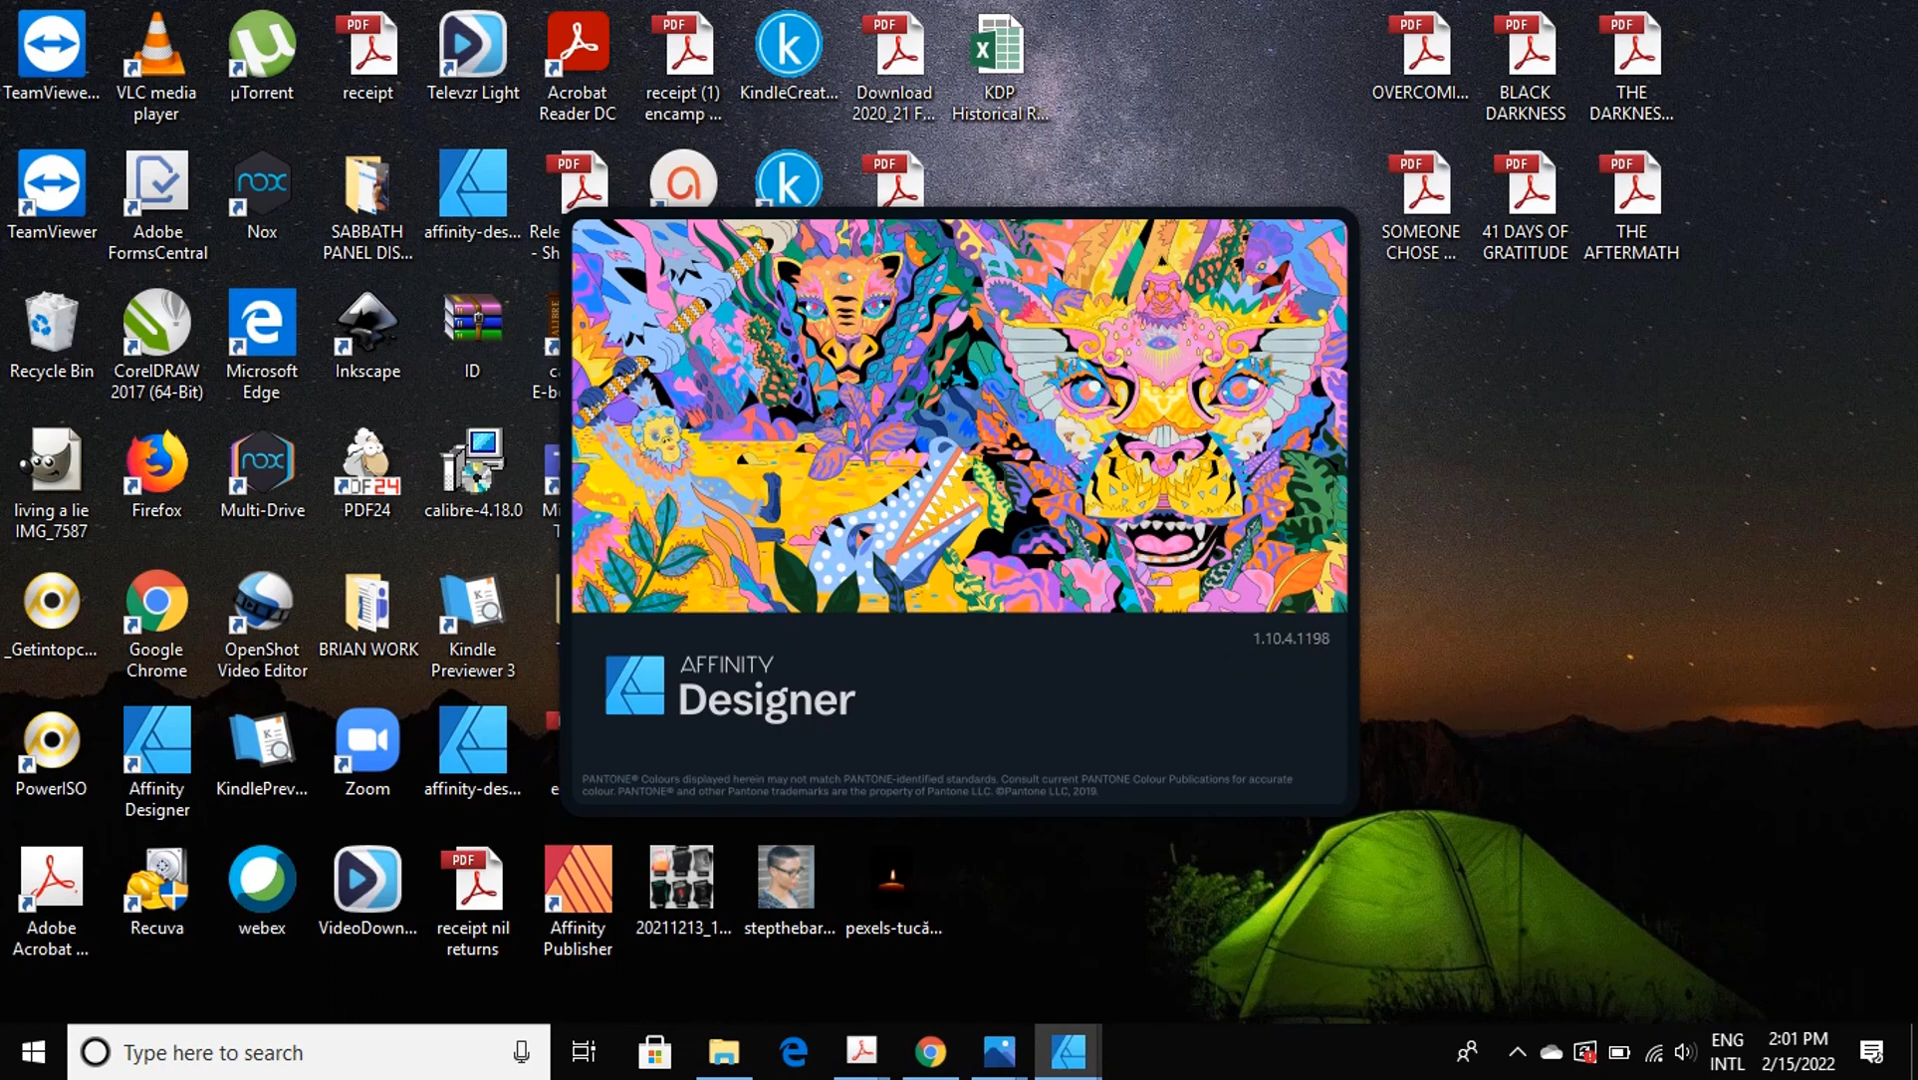 TeamViewe...
VLC media
player
µTorrent
PDF
receipt
Televzr Light
Acrobat
Reader DC
PDF
receipt (1)
encamp ...
k
KindleCreat...
PDF
Download
2020_21 F...
X
KDP
Historical R...
PDF
OVERCOMI...
PDF
BLACK
DARKNESS
PDF
THE
DARKNES...
TeamViewer
Adobe
FormsCentral
nox
Nox
SABBATH
PANEL DIS...
affinity-des...
PDF
Rele
- Sh
k
PDF
PDF
SOMEONE
CHOSE ...
PDF
41 DAYS OF
GRATITUDE
PDF
THE
AFTERMATH
Recycle Bin
CorelDRAW
2017 (64-Bit)
Microsoft
Edge
Inkscape
ID
ca
E-b
living a lie
IMG_7587
Firefox
nox
Multi-Drive
PDF24
PDF24
calibre-4.18.0
Mi
T
_Getintopc...
Google
Chrome
OpenShot
Video Editor
BRIAN WORK
K
Kindle
Previewer 3
1.10.4.1198
AFFINITY
Designer
PANTONE® Colours displayed herein may not match PANTONE-identified standards. Consult current PANTONE Colour Publications for accurate
colour. PANTONE® and other Pantone trademarks are the property of Pantone LLC. ©Pantone LLC, 2019.
PowerISO
Affinity
Designer
K
KindlePrev...
Zoom
affinity-des...
e
Adobe
Acrobat ...
Recuva
webex
VideoDown...
PDF
receipt nil
returns
Affinity
Publisher
20211213_1...
stepthebar...
pexels-tucă...
Type here to search
ENG
INTL
2:01 PM
2/15/2022